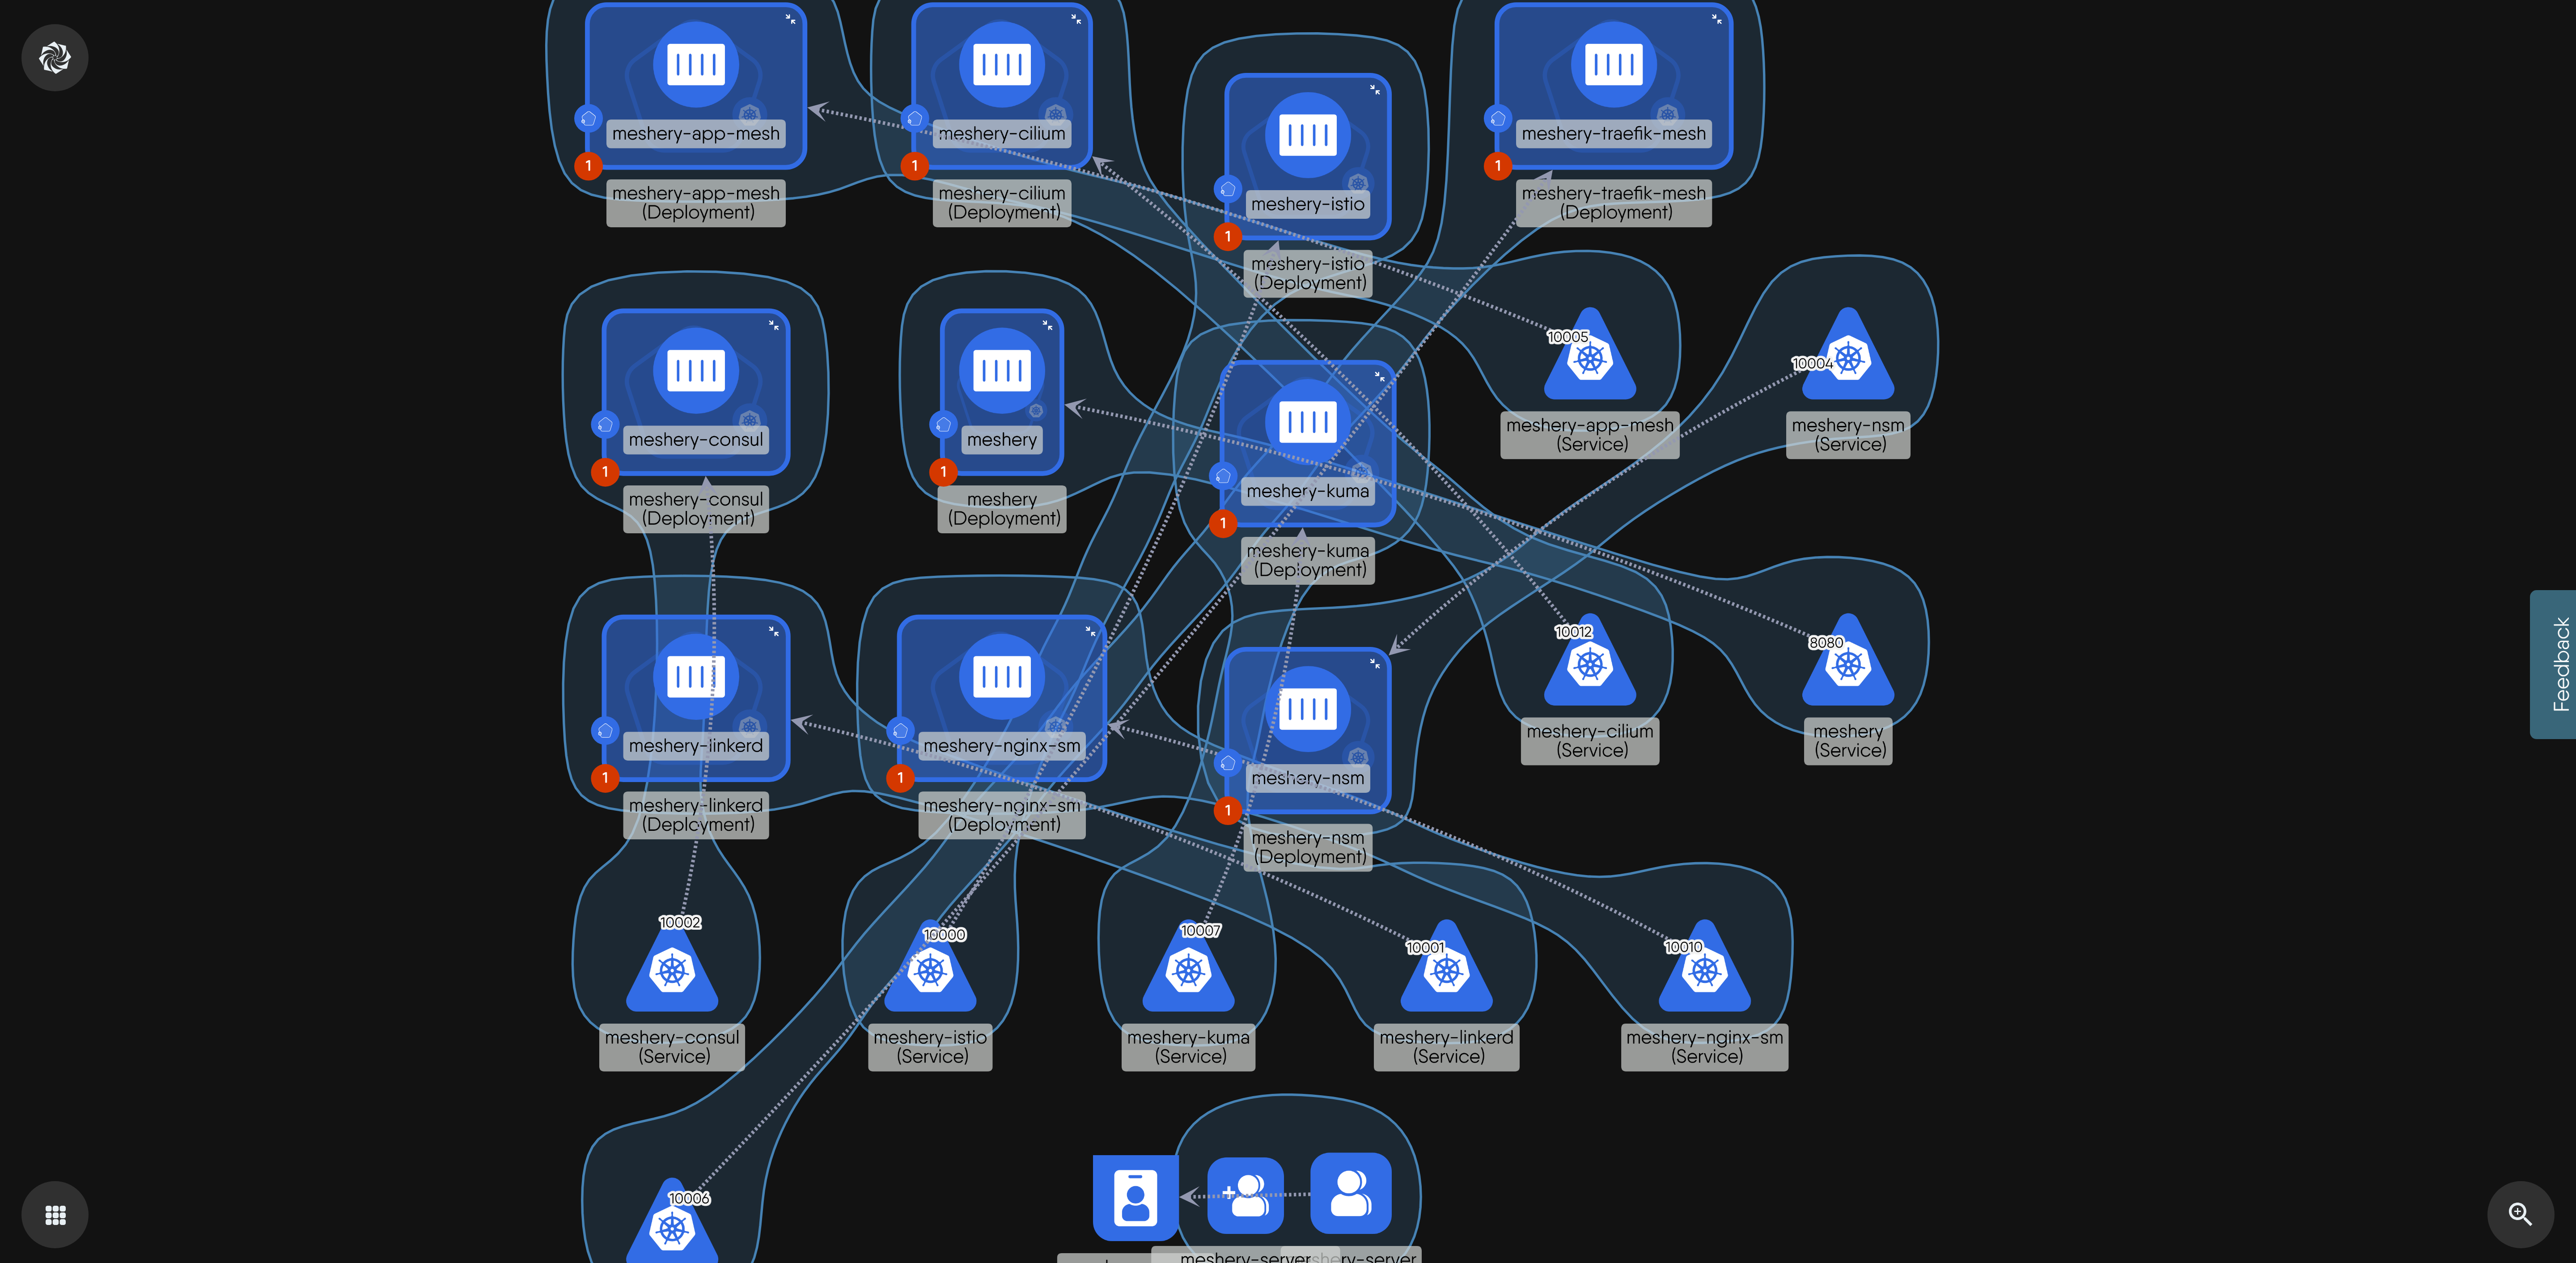 meshery-app-mesh
1
meshery-app-mesh
(Deployment)
meshery-cilium
1
meshery-cilium
(Deployment)
meshery-istio
1
meshery-istio
(Deployment)
meshery-traefik-mesh
1
meshery-traefik-mesh
(Deployment)
meshery-consul
1
meshery-consul
(Deployment)
meshery
1
meshery
(Deployment)
meshery-kuma
1
meshery-kuma
(Deployment)
10005
meshery-app-mesh
(Service)
10004
meshery-nsm
(Service)
meshery-linkerd
1
meshery-linkerd
(Deployment)
meshery-nginx-sm
1
meshery-nginx-sm
(Deployment)
meshery-nsm
1
meshery-nsm
(Deployment)
10012
meshery-cilium
(Service)
8080
meshery
(Service)
Feedback
10002
meshery-consul
(Service)
10000
meshery-istio
(Service)
10007
meshery-kuma
(Service)
10001
meshery-linkerd
(Service)
10010
meshery-nginx-sm
(Service)
10006
meshery-server